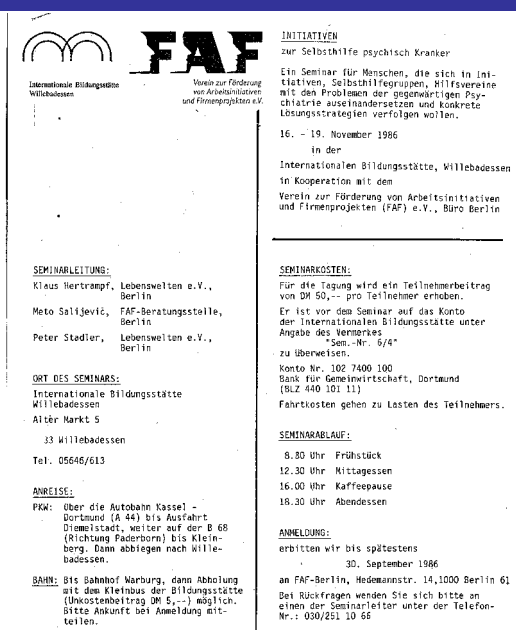 FAF
Internationale Bildungsstätte
Willebadessen
Verein zur Förderung
von Arbeitsinitiativen
und Firmenprojekten e.V.
SEMINARLEITUNG:
Klaus Hertrampf, Lebenswelten e.V.,
Berlin
Meto Salijević, FAF-Beratungsstelle,
Berlin
Peter Stadler, Lebenswelten e.V.,
Berlin
ORT DES SEMINARS:
Internationale Bildungsstätte
Willebadessen
Alter Markt 5
33 Willebadessen
Tel. 05646/613
ANREISE:
PKW: Über die Autobahn Kassel -
Dortmund (A 44) bis Ausfahrt
Diemelstadt, weiter auf der B 68
(Richtung Paderborn) bis Klein-
berg. Dann abbiegen nach Wille-
badessen.
BAHN: Bis Bahnhof Warburg, dann Abholung
mit dem Kleinbus der Bildungsstätte
(Unkostenbeitrag DM 5,--) möglich.
Bitte Ankunft bei Anmeldung mit-
teilen.
INITIATIVEN
zur Selbsthilfe psychisch Kranker
Ein Seminar für Menschen, die sich in Ini-
tiativen, Selbsthilfegruppen, Hilfsvereine
mit den Problemen der gegenwärtigen Psy-
chiatrie auseinandersetzen und konkrete
Lösungsstrategien verfolgen wollen.
16. - 19. November 1986
in der
Internationalen Bildungsstätte, Willebadessen
in Kooperation mit dem
Verein zur Förderung von Arbeitsinitiativen
und Firmenprojekten (FAF) e.V., Büro Berlin
SEMINARKOSTEN:
Für die Tagung wird ein Teilnehmerbeitrag
von DM 50,-- pro Teilnehmer erhoben.
Er ist vor dem Seminar auf das Konto
der Internationalen Bildungsstätte unter
Angabe des Vermerkes
"Sem.-Nr. 6/4"
zu überweisen.
Konto Nr. 102 7400 100
Bank für Gemeinwirtschaft, Dortmund
(BLZ 440 101 11)
Fahrtkosten gehen zu Lasten des Teilnehmers.
SEMINARABLAUF:
8.30 Uhr Frühstück
12.30 Uhr Mittagessen
16.00 Uhr Kaffeepause
18.30 Uhr Abendessen
ANMELDUNG:
erbitten wir bis spätestens
30. September 1986
an FAF-Berlin, Hedemannstr. 14,1000 Berlin 61
Bei Rückfragen wenden Sie sich bitte an
einen der Seminarleiter unter der Telefon-
Nr.: 030/251 10 66